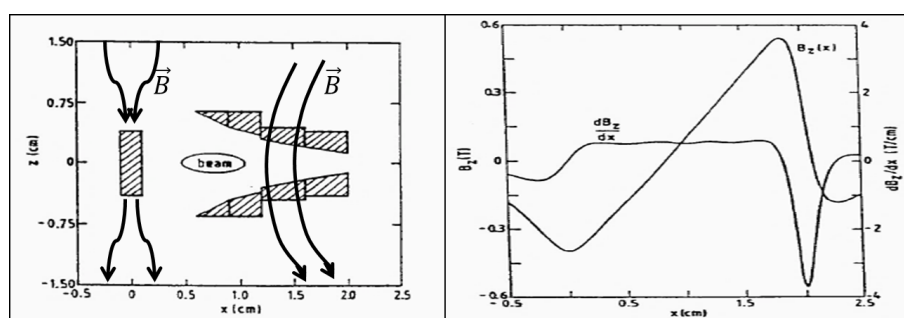 1.50
0.75
0
-0.75
-1.50
z (cm)
-0.5
0
0.5
1.0
1.5
2.0
2.5
x (cm)
B
B
beam
0.6
0.3
0
-0.3
-0.6
B_z(T)
-0.5
0
0.5
1.5
2.5
x(cm)
4
2
0
-2
-4
dB_z/dx (T/cm)
B_z(x)
dB_z
dx